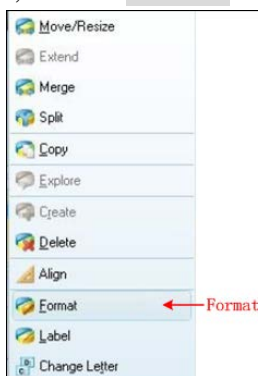 Move/Resize
Extend
Merge
Split
Copy
Explore
Create
Delete
Align
Format Format
Label
Change Letter